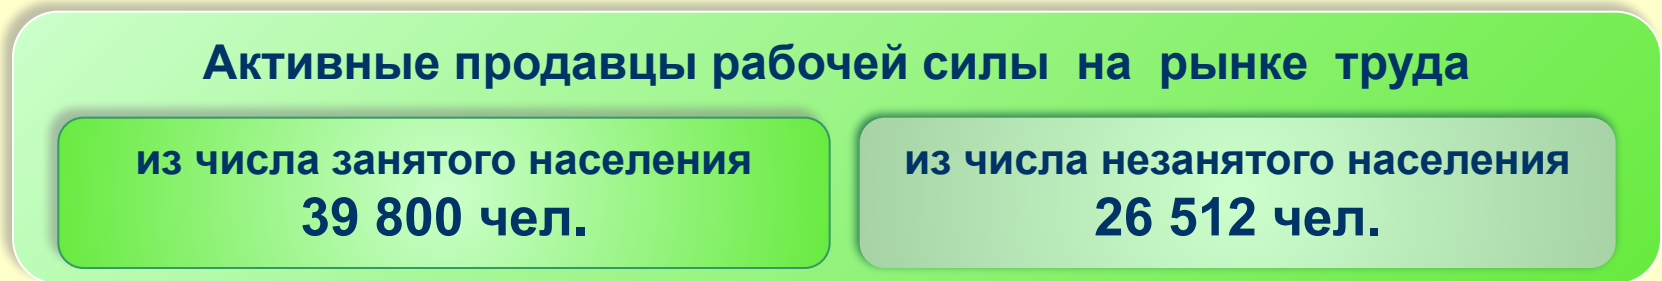 Активные продавцы рабочей силы на рынке труда
из числа занятого населения
39 800 чел.
из числа незанятого населения
26 512 чел.